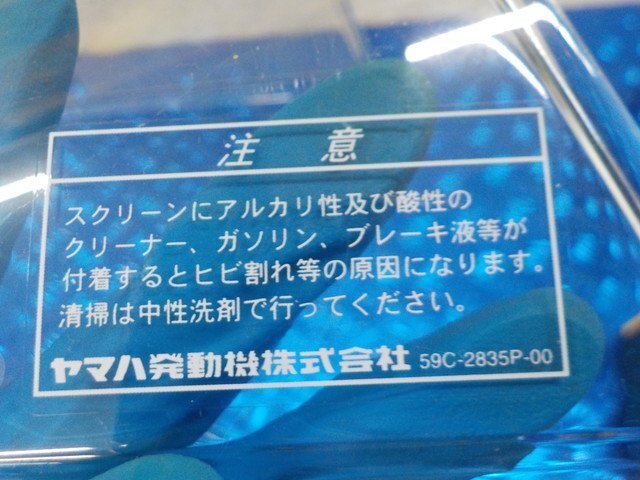 注意
スクリーンにアルカリ性及び酸性の
クリーナー、ガソリン、ブレーキ液等が
付着するとヒビ割れ等の原因になります。
清掃は中性洗剤で行ってください。
ヤマハ発動機株式会社 59C-2835P-00